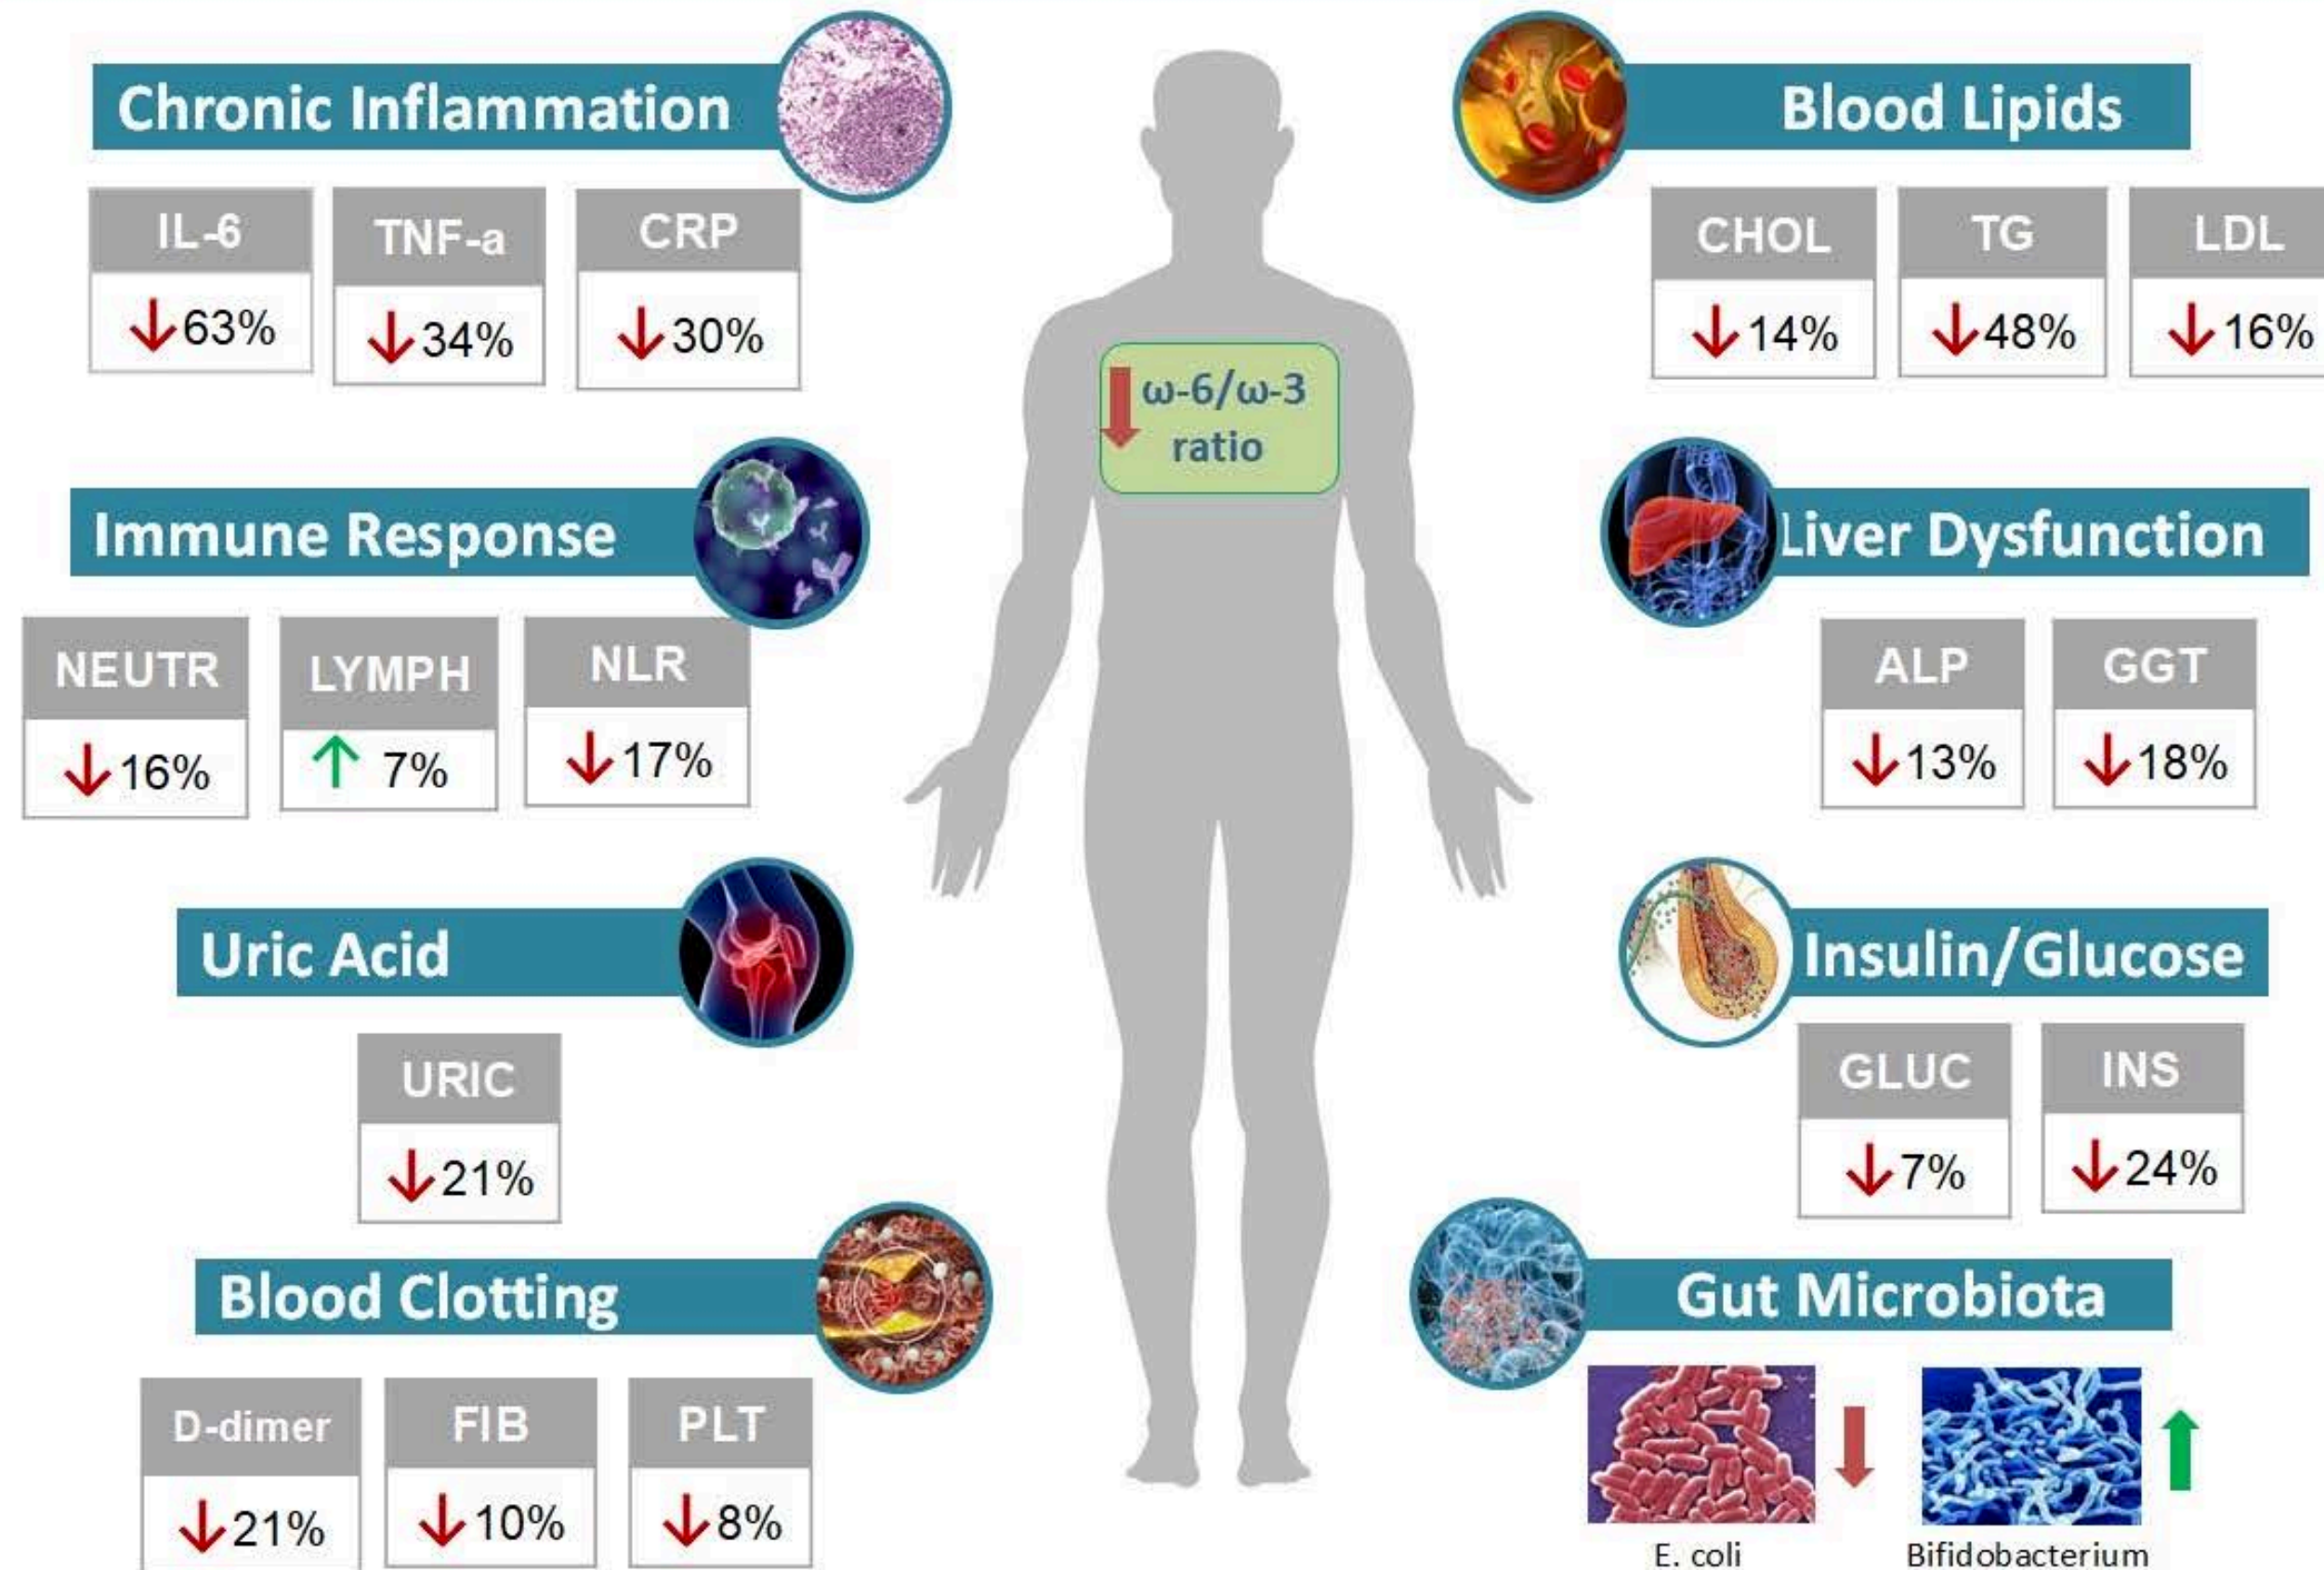 Chronic Inflammation
IL-6
TNF-a
CRP
↓63%
↓34%
↓30%
Immune Response
NEUTR
LYMPH
NLR
↓16%
↑ 7%
↓17%
Uric Acid
URIC
↓21%
Blood Clotting
D-dimer
FIB
PLT
↓21%
↓10%
↓8%
ω-6/ω-3
ratio
Blood Lipids
CHOL
TG
LDL
↓14%
↓48%
↓16%
Liver Dysfunction
ALP
GGT
↓13%
↓18%
Insulin/Glucose
GLUC
INS
↓7%
↓24%
Gut Microbiota
E. coli
Bifidobacterium